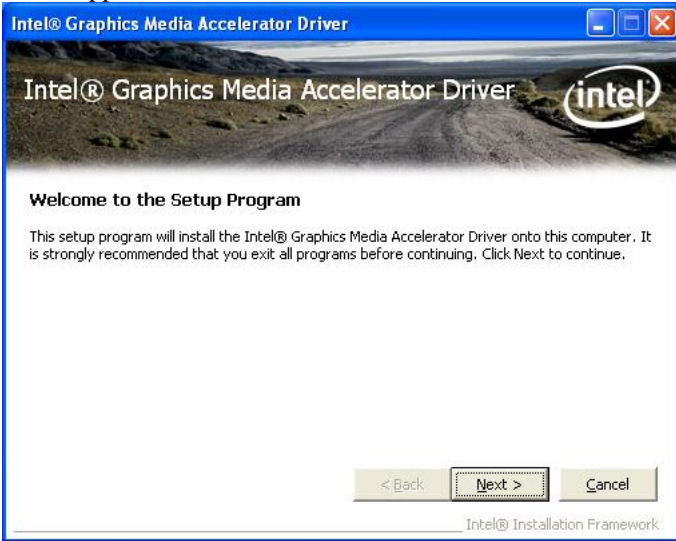 Intel® Graphics Media Accelerator Driver
Intel® Graphics Media Accelerator Driver
intel
Welcome to the Setup Program
This setup program will install the Intel® Graphics Media Accelerator Driver onto this computer. It
is strongly recommended that you exit all programs before continuing. Click Next to continue.
< Back Next > Cancel
Intel® Installation Framework